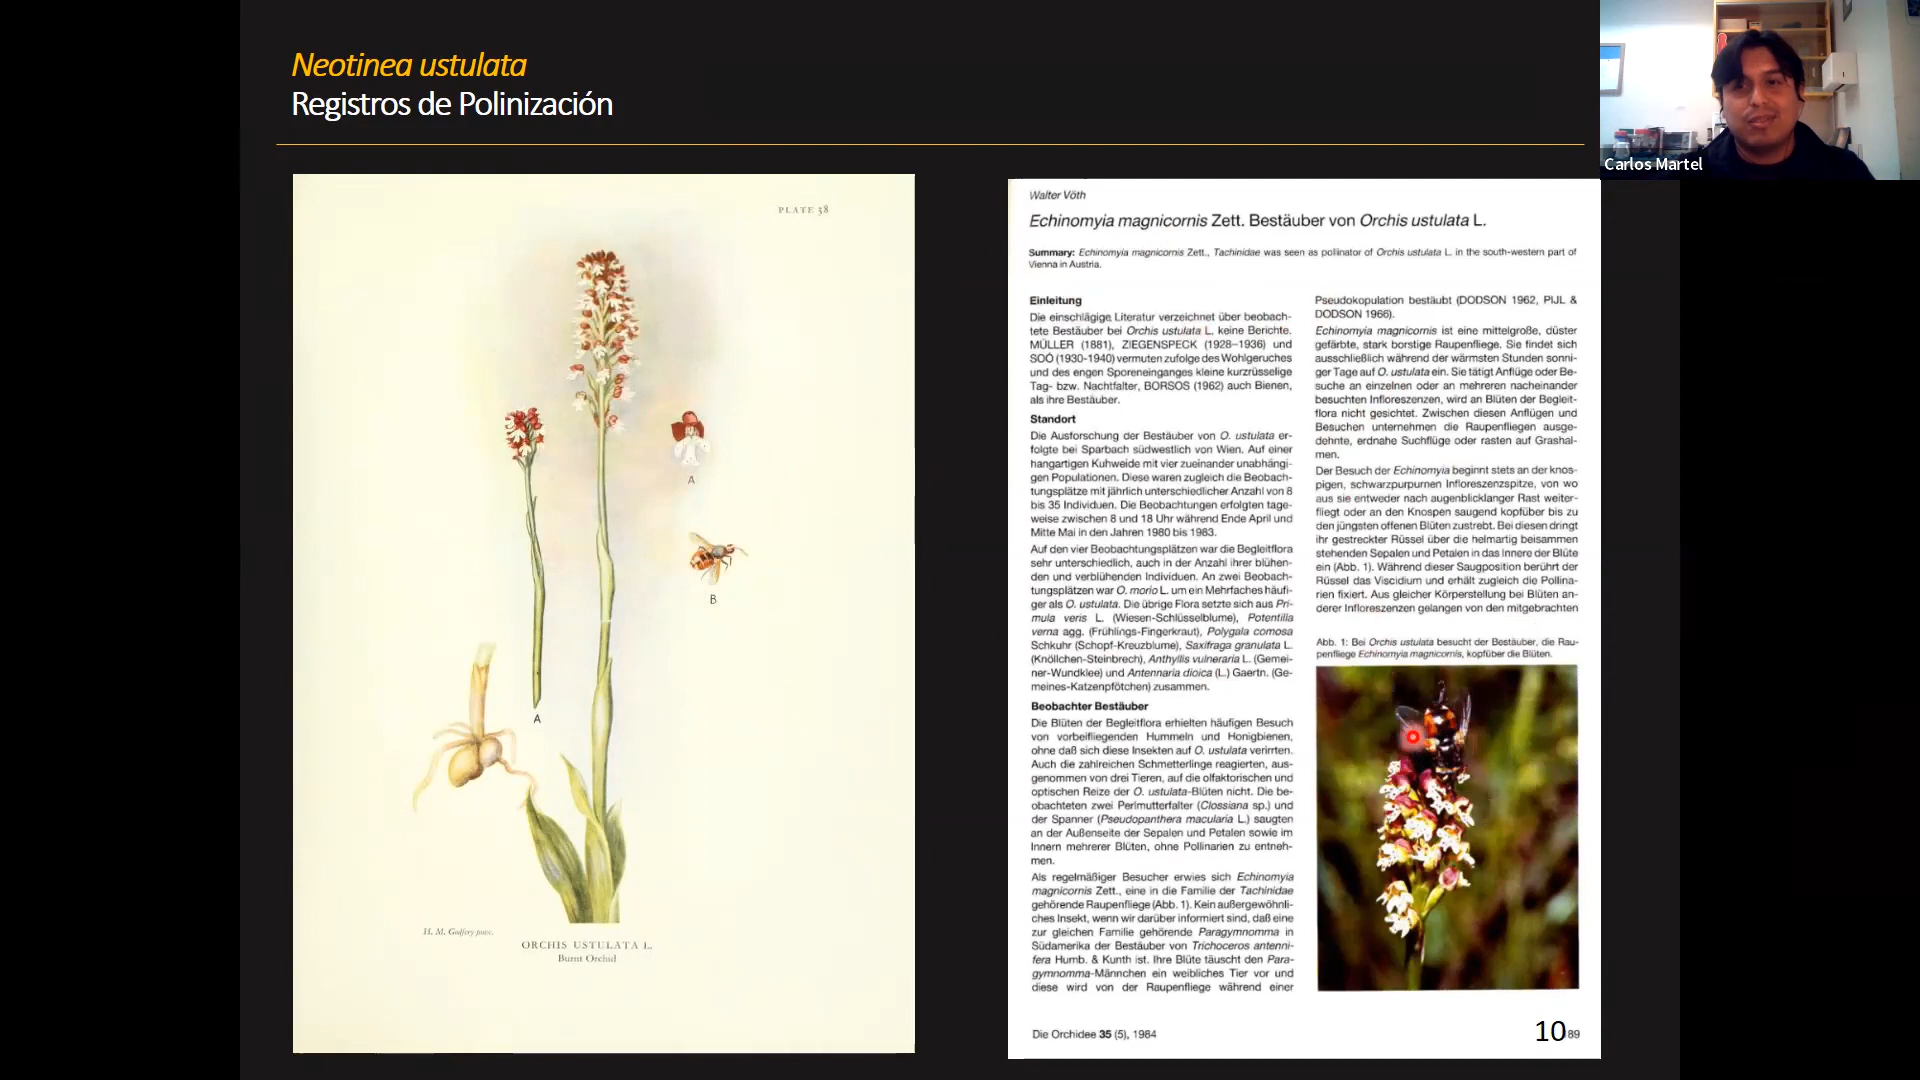 Neotinea ustulata
Registros de Polinización
Carlos Martel
PLATE 38
A
B
A
H. M. Godfery pinx.
ORCHIS USTULATA L.
Burnt Orchid
Walter Vöth
Echinomyia magnicornis Zett. Bestäuber von Orchis ustulata L.
Summary: Echinomyia magnicornis Zett., Tachinidae was seen as pollinator of Orchis ustulata L. in the south-western part of
Vienna in Austria.
Einleitung
Die einschlägige Literatur verzeichnet über beobach-
tete Bestäuber bei Orchis ustulata L. keine Berichte.
MÜLLER (1881), ZIEGENSPECK (1928–1936) und
SOÓ (1930-1940) vermuten zufolge des Wohlgeruches
und des engen Sporeneinganges kleine kurzrüsselige
Tag- bzw. Nachtfalter, BORSOS (1962) auch Bienen,
als ihre Bestäuber.
Standort
Die Ausforschung der Bestäuber von O. ustulata er-
folgte bei Sparbach südwestlich von Wien. Auf einer
hangartigen Kuhweide mit vier zueinander unabhängi-
gen Populationen. Diese waren zugleich die Beobach-
tungsplätze mit jährlich unterschiedlicher Anzahl von 8
bis 35 Individuen. Die Beobachtungen erfolgten tage-
weise zwischen 8 und 18 Uhr während Ende April und
Mitte Mai in den Jahren 1980 bis 1983.
Auf den vier Beobachtungsplätzen war die Begleitflora
sehr unterschiedlich, auch in der Anzahl ihrer blühen-
den und verblühenden Individuen. An zwei Beobach-
tungsplätzen war O. morio L. um ein Mehrfaches häufi-
ger als O. ustulata. Die übrige Flora setzte sich aus Pri-
mula veris L. (Wiesen-Schlüsselblume), Potentilla
verna agg. (Frühlings-Fingerkraut), Polygala comosa
Schkuhr (Schopf-Kreuzblume), Saxifraga granulata L.
(Knöllchen-Steinbrech), Anthyllis vulneraria L. (Gemei-
ner-Wundklee) und Antennaria dioica (L.) Gaertn. (Ge-
meines-Katzenpfötchen) zusammen.
Beobachter Bestäuber
Die Blüten der Begleitflora erhielten häufigen Besuch
von vorbeifliegenden Hummeln und Honigbienen,
ohne daß sich diese Insekten auf O. ustulata verirrten.
Auch die zahlreichen Schmetterlinge reagierten, aus-
genommen von drei Tieren, auf die olfaktorischen und
optischen Reize der O. ustulata-Blüten nicht. Die be-
obachteten zwei Perlmutterfalter (Clossiana sp.) und
der Spanner (Pseudopanthera macularia L.) saugten
an der Außenseite der Sepalen und Petalen sowie im
Innern mehrerer Blüten, ohne Pollinarien zu entneh-
men.
Als regelmäßiger Besucher erwies sich Echinomyia
magnicornis Zett., eine in die Familie der Tachinidae
gehörende Raupenfliege (Abb. 1). Kein außergewöhnli-
ches Insekt, wenn wir darüber informiert sind, daß eine
zur gleichen Familie gehörende Paragymnomma in
Südamerika der Bestäuber von Trichoceros antenni-
fera Humb. & Kunth ist. Ihre Blüte täuscht den Para-
gymnomma-Männchen ein weibliches Tier vor und
diese wird von der Raupenfliege während einer
Pseudokopulation bestäubt (DODSON 1962, PIJL &
DODSON 1966).
Echinomyia magnicornis ist eine mittelgroße, düster
gefärbte, stark borstige Raupenfliege. Sie findet sich
ausschließlich während der wärmsten Stunden sonni-
ger Tage auf O. ustulata ein. Sie tätigt Anflüge oder Be-
suche an einzelnen oder an mehreren nacheinander
besuchten Infloreszenzen, wird an Blüten der Begleit-
flora nicht gesichtet. Zwischen diesen Anflügen und
Besuchen unternehmen die Raupenfliegen ausge-
dehnte, erdnahe Suchflüge oder rasten auf Grashal-
men.
Der Besuch der Echinomyia beginnt stets an der knos-
pigen, schwarzpurpurnen Infloreszenzspitze, von wo
aus sie entweder nach augenblicklanger Rast weiter-
fliegt oder an den Knospen saugend kopfüber bis zu
den jüngsten offenen Blüten zustrebt. Bei diesen dringt
ihr gestreckter Rüssel über die helmartig beisammen
stehenden Sepalen und Petalen in das Innere der Blüte
ein (Abb. 1). Während dieser Saugposition berührt der
Rüssel das Viscidium und erhält zugleich die Pollina-
rien fixiert. Aus gleicher Körperstellung bei Blüten an-
derer Infloreszenzen gelangen von den mitgebrachten
Abb. 1: Bei Orchis ustulata besucht der Bestäuber, die Rau-
penfliege Echinomyia magnicornis, kopfüber die Blüten.
Die Orchidee 35 (5), 1984
10
89